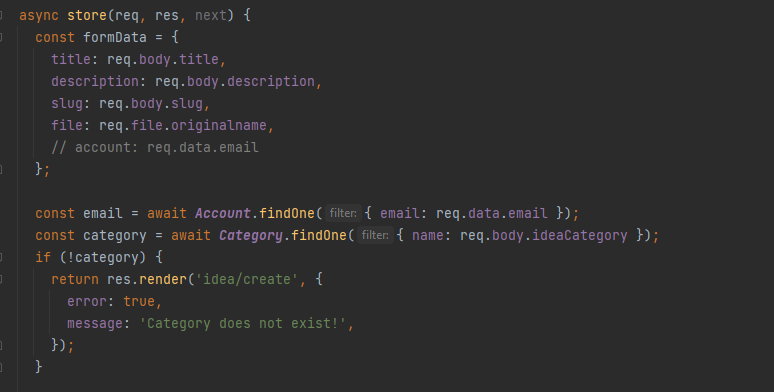 async store(req, res, next) {
  const formData = {
    title: req.body.title,
    description: req.body.description,
    slug: req.body.slug,
    file: req.file.originalname,
    // account: req.data.email
  };

  const email = await Account.findOne( filter: { email: req.data.email });
  const category = await Category.findOne( filter: { name: req.body.ideaCategory });
  if (!category) {
    return res.render('idea/create', {
      error: true,
      message: 'Category does not exist!',
    });
  }